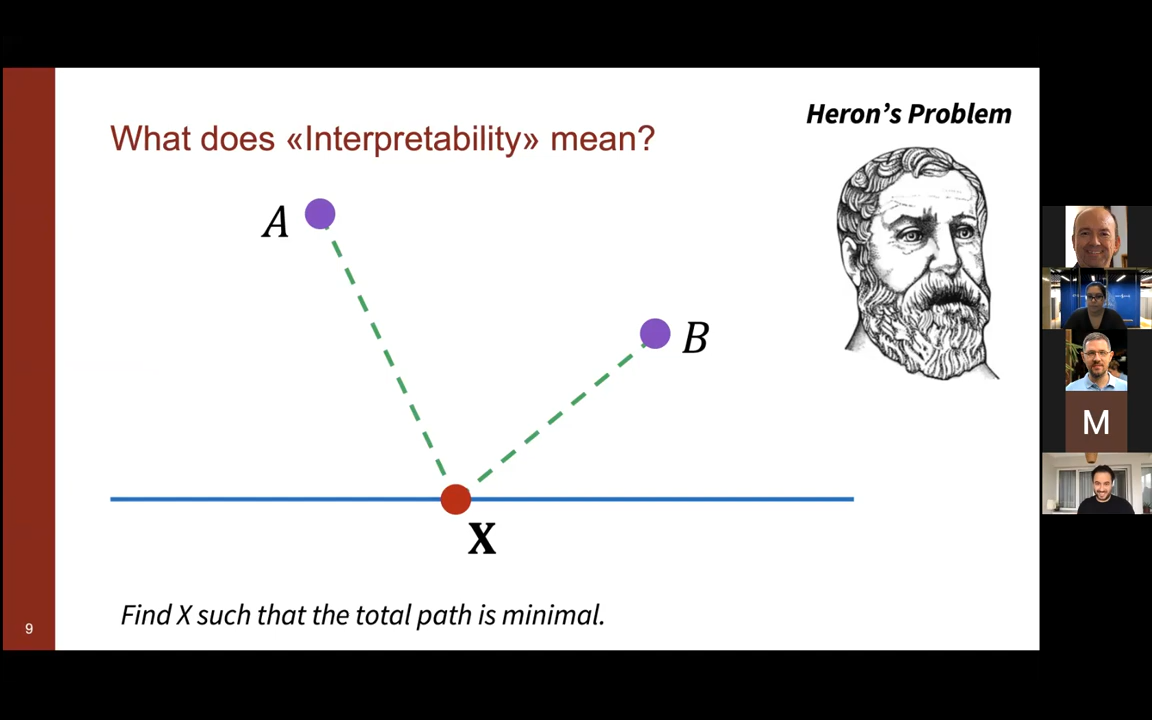 Heron’s Problem
What does «Interpretability» mean?
A
B
M
X
Find X such that the total path is minimal.
9